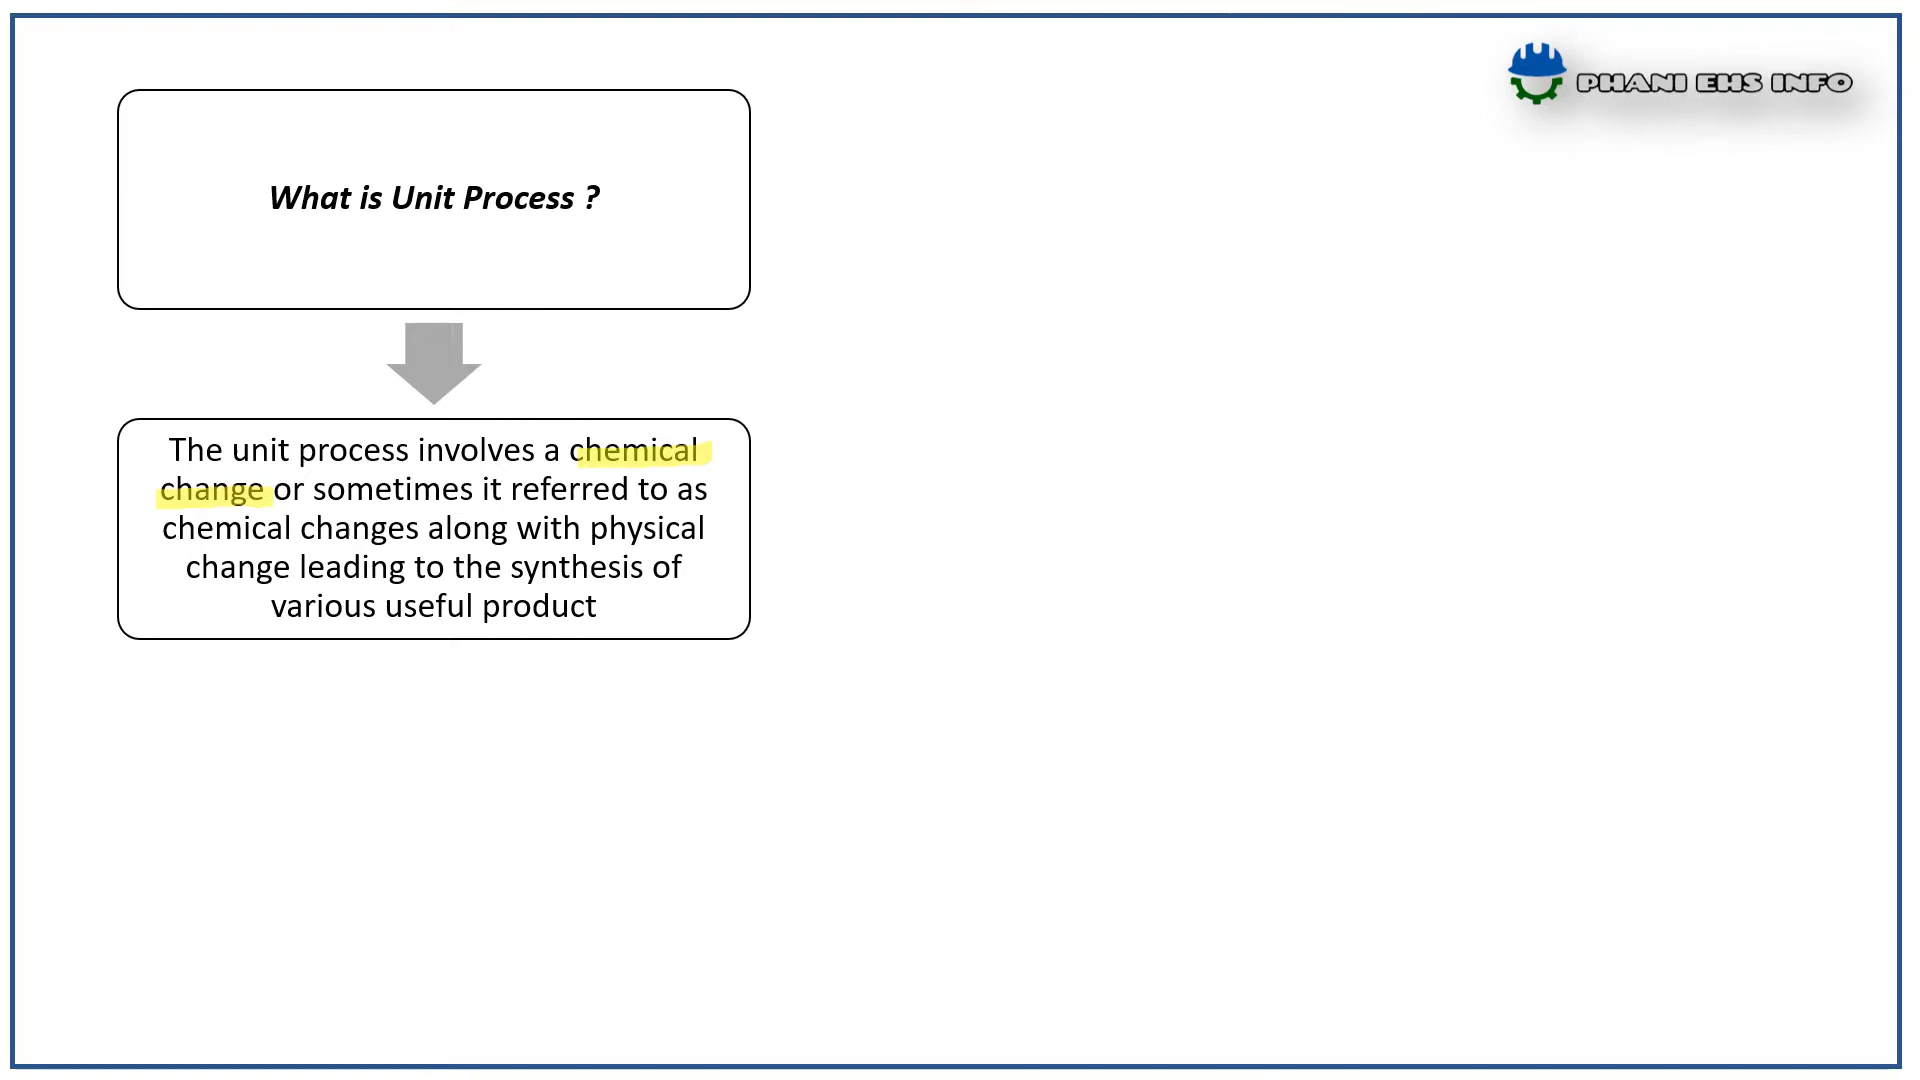 PHANI EHS INFO
What is Unit Process ?
The unit process involves a chemical
change or sometimes it referred to as
chemical changes along with physical
change leading to the synthesis of
various useful product